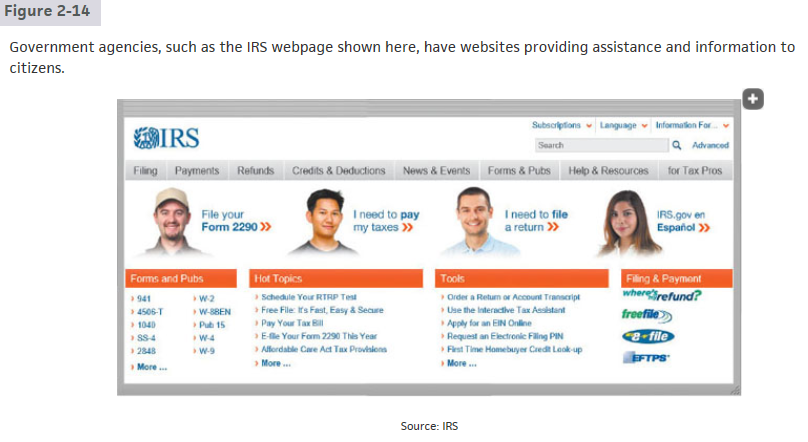 Figure 2-14
Government agencies, such as the IRS webpage shown here, have websites providing assistance and information to
citizens.
Subscriptions Language Information For...
IRS
Search Advanced
Filing Payments Refunds Credits & Deductions News & Events Forms & Pubs Help & Resources for Tax Pros
File your
Form 2290 >>
I need to pay
my taxes >>
I need to file
a return >>
IRS.gov en
Español >>
Forms and Pubs
941
4506-T
1040
SS-4
2848
More ...
W-2
W-8BEN
Pub 15
W-4
W-9
Hot Topics
Schedule Your RTRP Test
Free File: It's Fast, Easy & Secure
Pay Your Tax Bill
E-file Your Form 2290 This Year
Affordable Care Act Tax Provisions
More ...
Tools
Order a Return or Account Transcript
Use the Interactive Tax Assistant
Apply for an EIN Online
Request an Electronic Filing PIN
First Time Homebuyer Credit Look-up
More ...
Filing & Payment
where's my refund?
freefile
e-file
EFTPS
Source: IRS